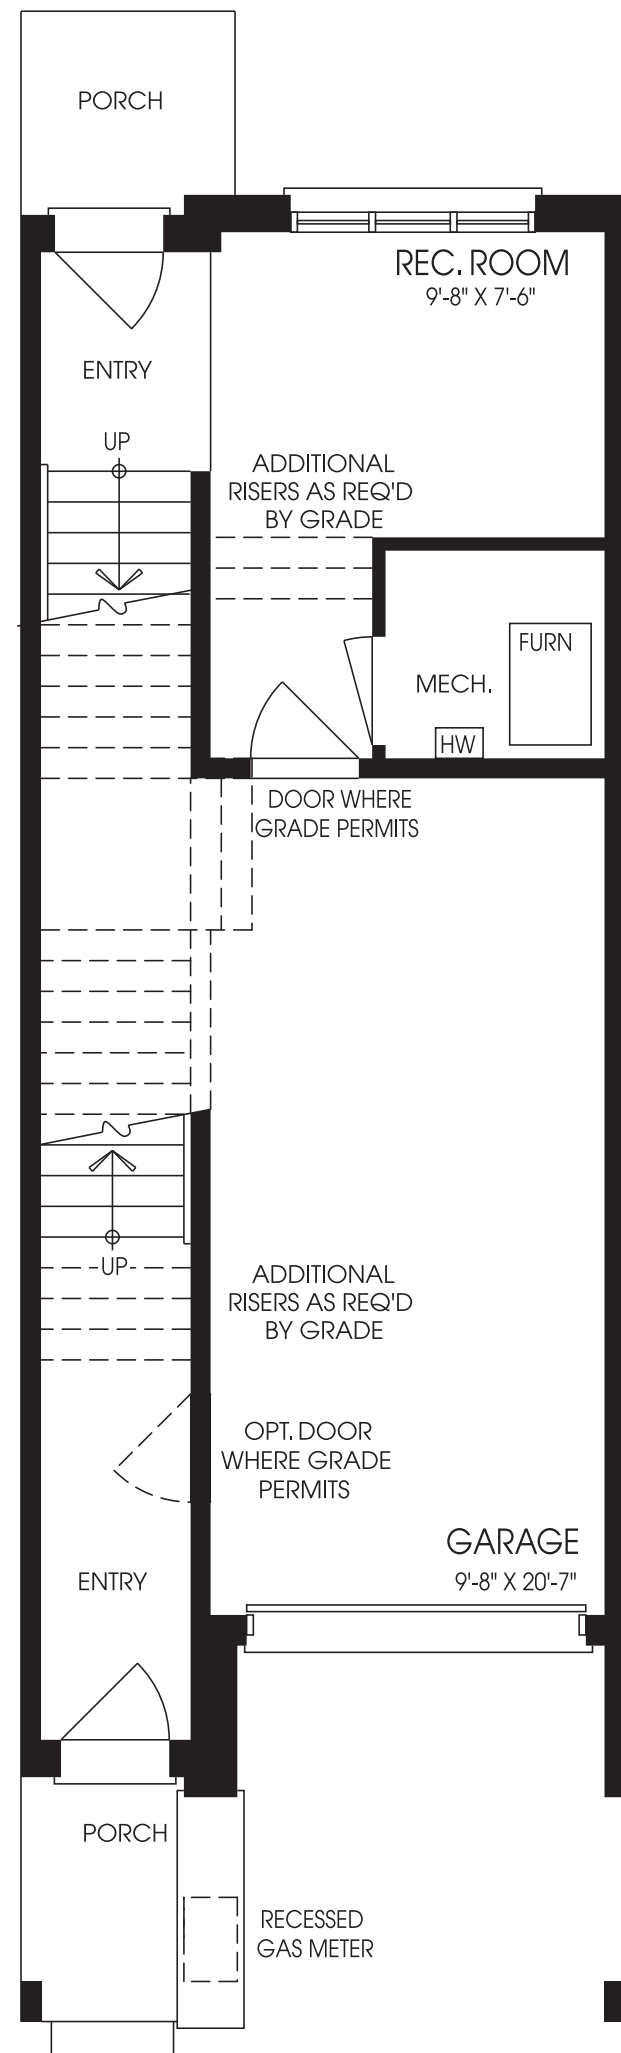 PORCH
REC. ROOM
9'-8" X 7'-6"
ENTRY
UP
ADDITIONAL
RISERS AS REQ'D
BY GRADE
FURN
MECH.
HW
DOOR WHERE
GRADE PERMITS
UP
ADDITIONAL
RISERS AS REQ'D
BY GRADE
OPT. DOOR
WHERE GRADE
PERMITS
GARAGE
9'-8" X 20'-7"
ENTRY
PORCH
RECESSED
GAS METER